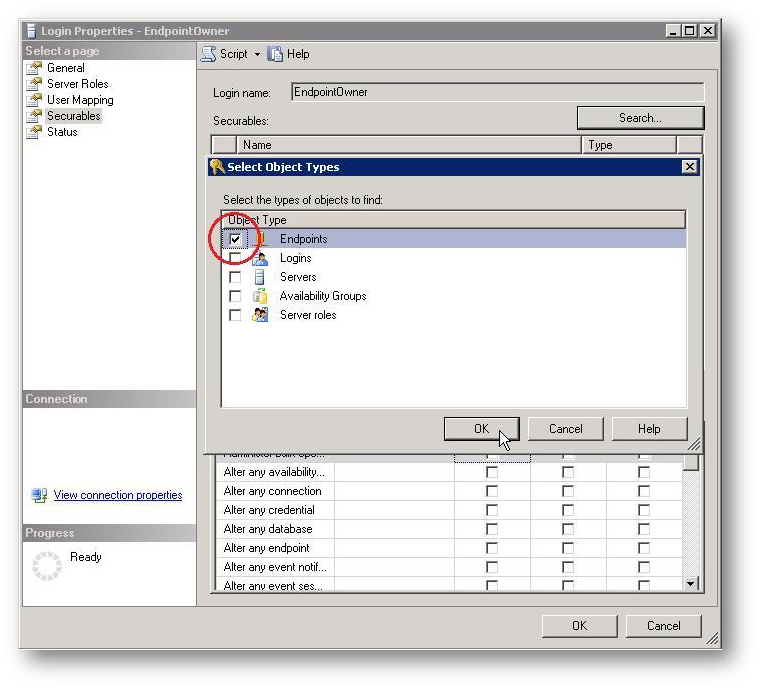 Login Properties - EndpointOwner
Select a page
General
Server Roles
User Mapping
Securables
Status
Script
Help
Login name: EndpointOwner
Securables:
Search...
Name Type
Select Object Types
Select the types of objects to find:
Object Type
Endpoints
Logins
Servers
Availability Groups
Server roles
OK Cancel Help
Alter any availability...
Alter any connection
Alter any credential
Alter any database
Alter any endpoint
Alter any event notif...
Alter any event ses...
Connection
View connection properties
Progress
Ready
OK Cancel